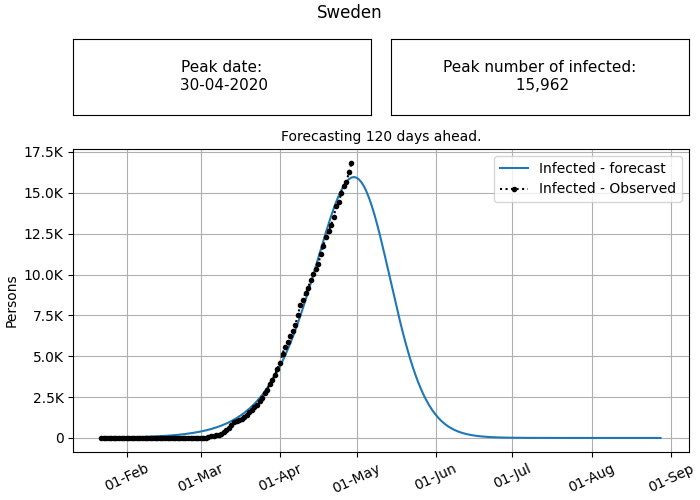 Sweden
Peak date:
30-04-2020
Peak number of infected:
15,962
Forecasting 120 days ahead.
Infected - forecast
Infected - Observed
17.5K
15.0K
12.5K
10.0K
7.5K
5.0K
2.5K
0
Persons
01-Feb
01-Mar
01-Apr
01-May
01-Jun
01-Jul
01-Aug
01-Sep